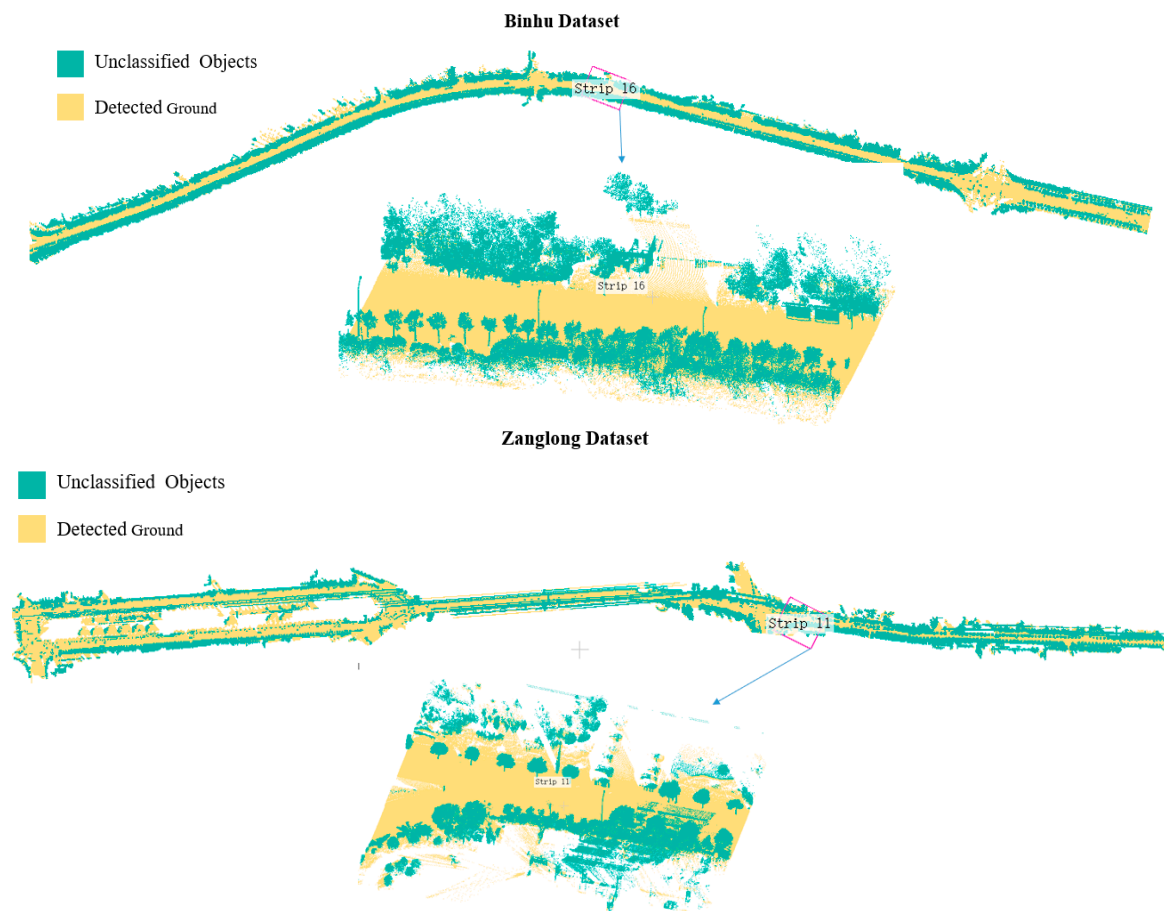 Binhu Dataset
Unclassified Objects
Detected Ground
Strip 16
Strip 16
Zanglong Dataset
Unclassified Objects
Detected Ground
Strip 11
Strip 11